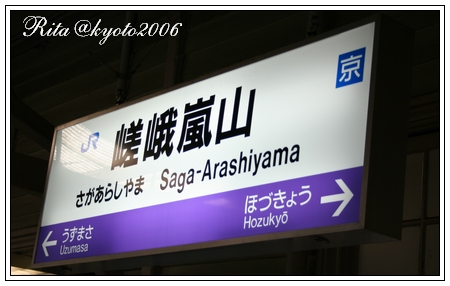 Rita@kyoto2006
京
JR 嵯峨嵐山
さがあらしやま Saga-Arashiyama
ほづきょう →
Hozukyō
← うずまさ
Uzumasa